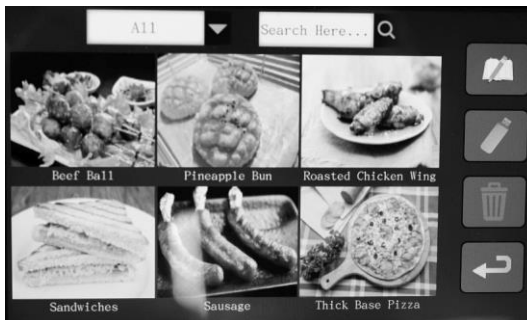 All
Search Here...
Beef Ball
Pineapple Bun
Roasted Chicken Wing
Sandwiches
Sausage
Thick Base Pizza